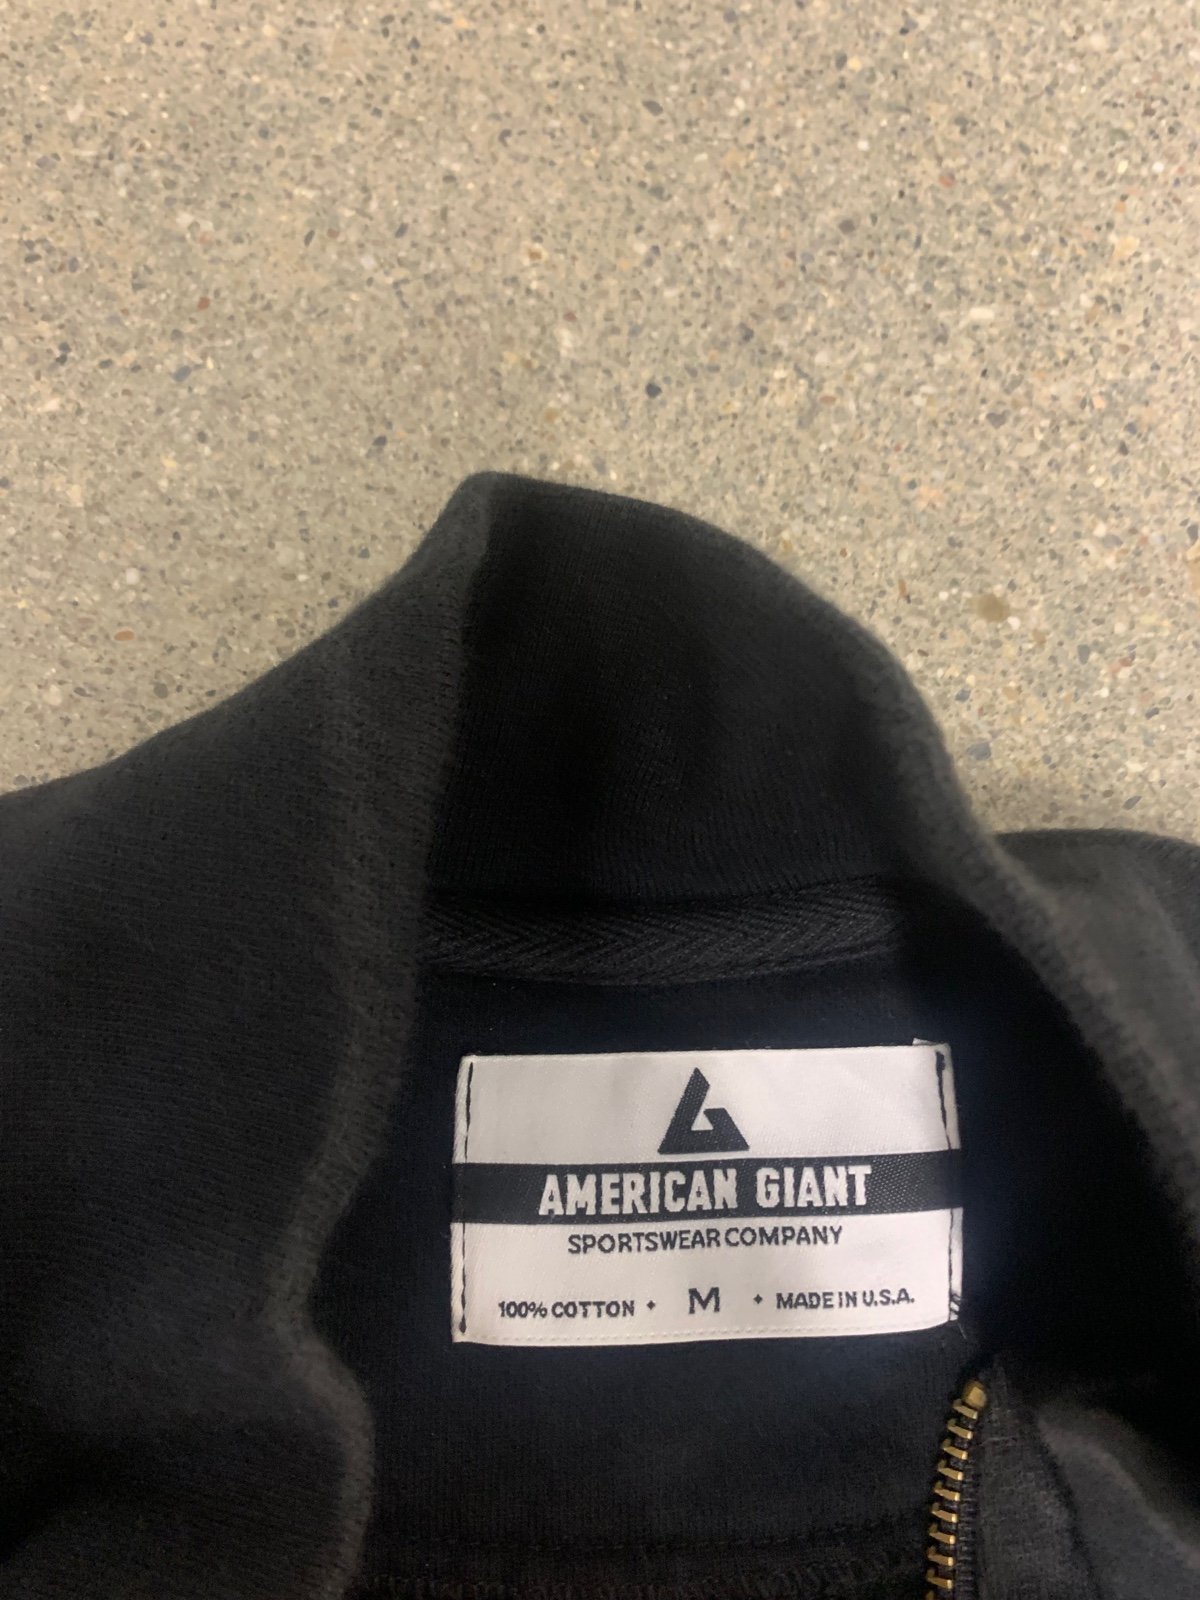 AMERICAN GIANT
SPORTSWEAR COMPANY
100% COTTON • M • MADE IN U.S.A.